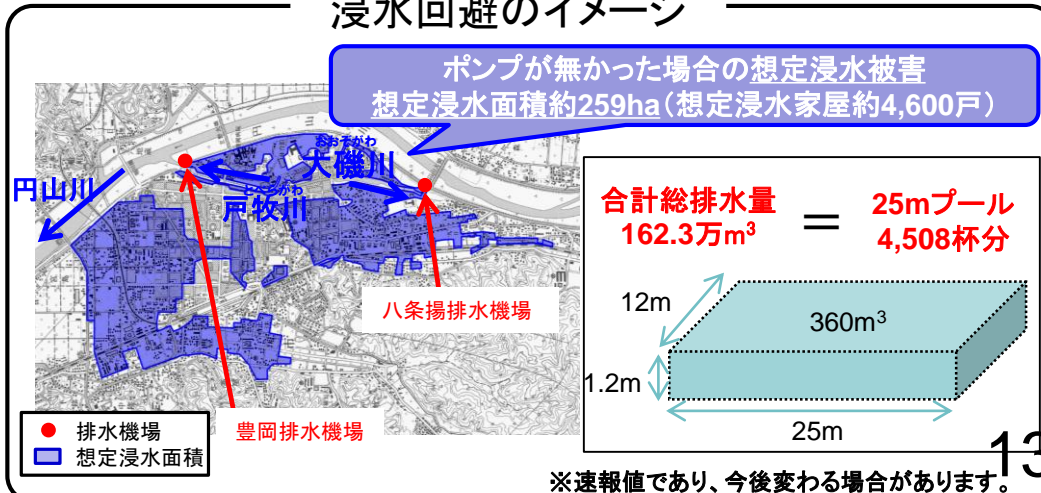 浸水回避のイメージ
ポンプが無かった場合の想定浸水被害
想定浸水面積約259ha（想定浸水家屋約4,600戸）
円山川
おおぞがわ
大磯川
とべらがわ
戸牧川
八条揚排水機場
豊岡排水機場
排水機場
想定浸水面積
合計総排水量
162.3万m³
＝
25mプール
4,508杯分
12m
360m³
1.2m
25m
※速報値であり、今後変わる場合があります。
13